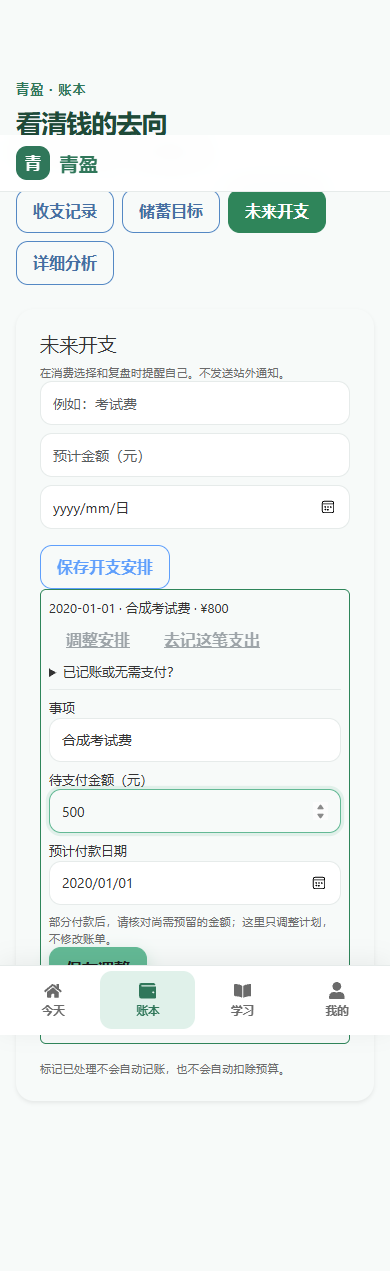 青盈 · 账本
看清钱的去向
青 青盈
收支记录 储蓄目标 未来开支
详细分析
未来开支
在消费选择和复盘时提醒自己。不发送站外通知。
例如：考试费
预计金额（元）
yyyy/mm/日
保存开支安排
2020-01-01 · 合成考试费 · ¥800
调整安排 去记这笔支出
已记账或无需支付？
事项
合成考试费
待支付金额（元）
500
预计付款日期
2020/01/01
部分付款后，请核对尚需预留的金额；这里只调整计划，
不修改账单。
保存调整
今天 账本 学习 我的
标记已处理不会自动记账，也不会自动扣除预算。